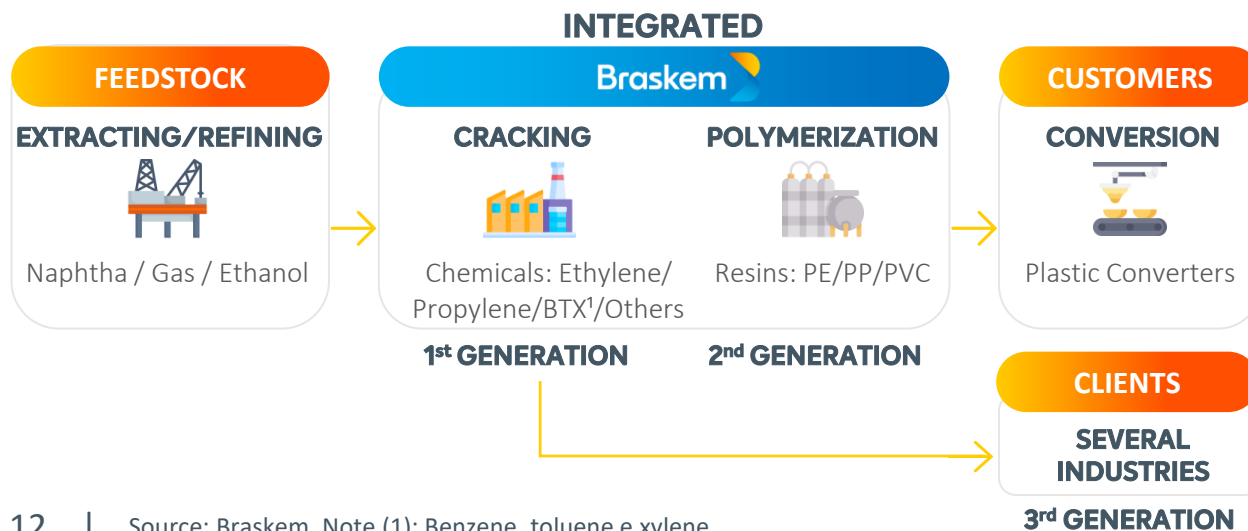 INTEGRATED
FEEDSTOCK
EXTRACTING/REFINING
Naphtha / Gas / Ethanol
Braskem
CRACKING
Chemicals: Ethylene/
Propylene/BTX¹/Others
1st GENERATION
POLYMERIZATION
Resins: PE/PP/PVC
2nd GENERATION
CUSTOMERS
CONVERSION
Plastic Converters
CLIENTS
SEVERAL
INDUSTRIES
3rd GENERATION
12 | Source: Braskem. Note (1): Benzene, toluene e xylene